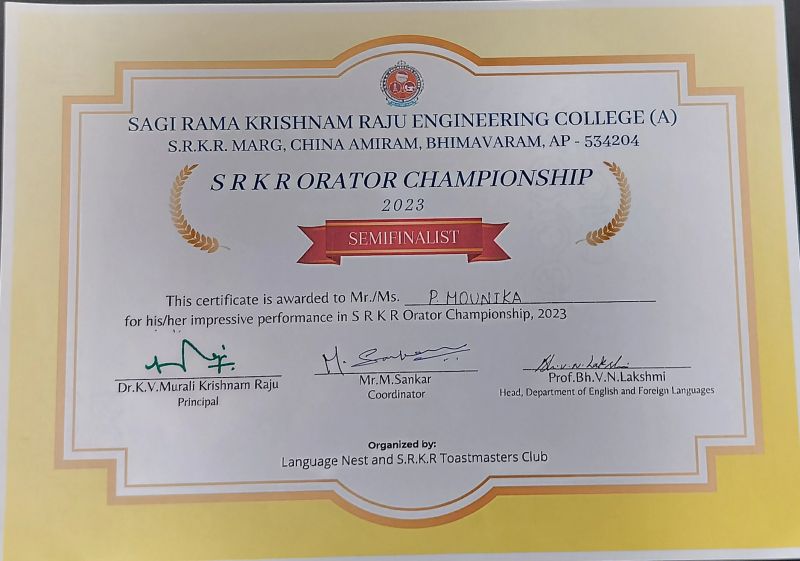 SAGI RAMA KRISHNAM RAJU ENGINEERING COLLEGE (A)
S.R.K.R. MARG, CHINA AMIRAM, BHIMAVARAM, AP - 534204
S R K R ORATOR CHAMPIONSHIP
2023
SEMIFINALIST
This certificate is awarded to Mr./Ms. P. MOUNIKA
for his/her impressive performance in S R K R Orator Championship, 2023
M. Sankar
Bh.V.N. Lakshmi
Dr.K.V.Murali Krishnam Raju
Mr.M.Sankar
Prof.Bh.V.N.Lakshmi
Principal
Coordinator
Head, Department of English and Foreign Languages
Organized by:
Language Nest and S.R.K.R Toastmasters Club